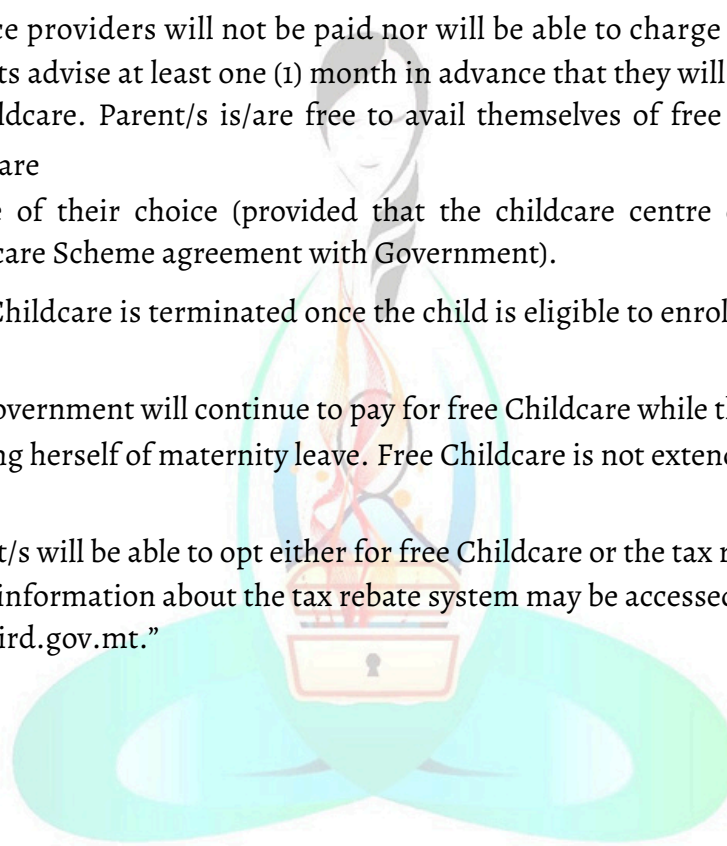 ce providers will not be paid nor will be able to charge
ts advise at least one (1) month in advance that they will
ldcare. Parent/s is/are free to avail themselves of free
are
e of their choice (provided that the childcare centre
care Scheme agreement with Government).
Childcare is terminated once the child is eligible to enrol
overnment will continue to pay for free Childcare while t
ng herself of maternity leave. Free Childcare is not exten
t/s will be able to opt either for free Childcare or the tax r
information about the tax rebate system may be accessed
ird.gov.mt.”